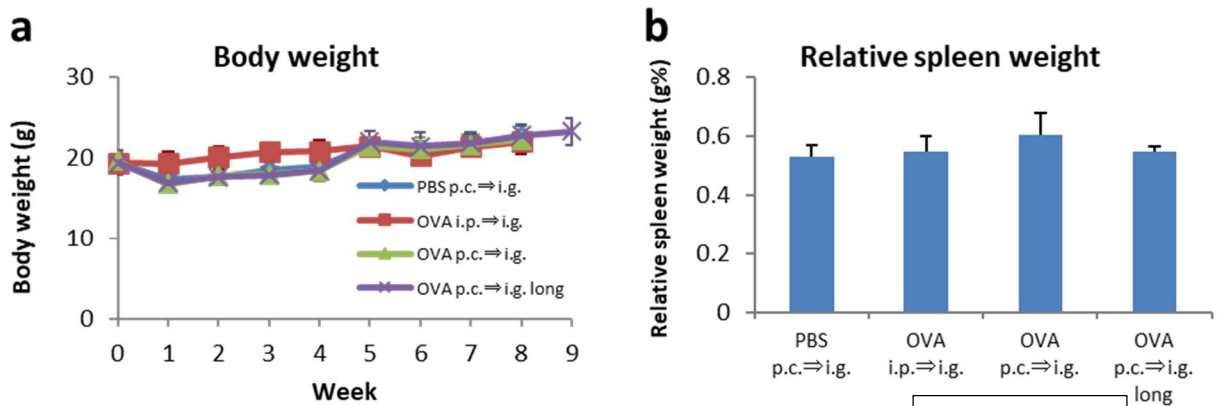 a
Body weight
Body weight (g)
30
20
10
0
0 1 2 3 4 5 6 7 8 9
Week
PBS p.c.⇒i.g.
OVA i.p.⇒i.g.
OVA p.c.⇒i.g.
OVA p.c.⇒i.g. long
b
Relative spleen weight
Relative spleen weight (g%)
0.8
0.6
0.4
0.2
0
PBS
p.c.⇒i.g.
OVA
i.p.⇒i.g.
OVA
p.c.⇒i.g.
OVA
p.c.⇒i.g.
long